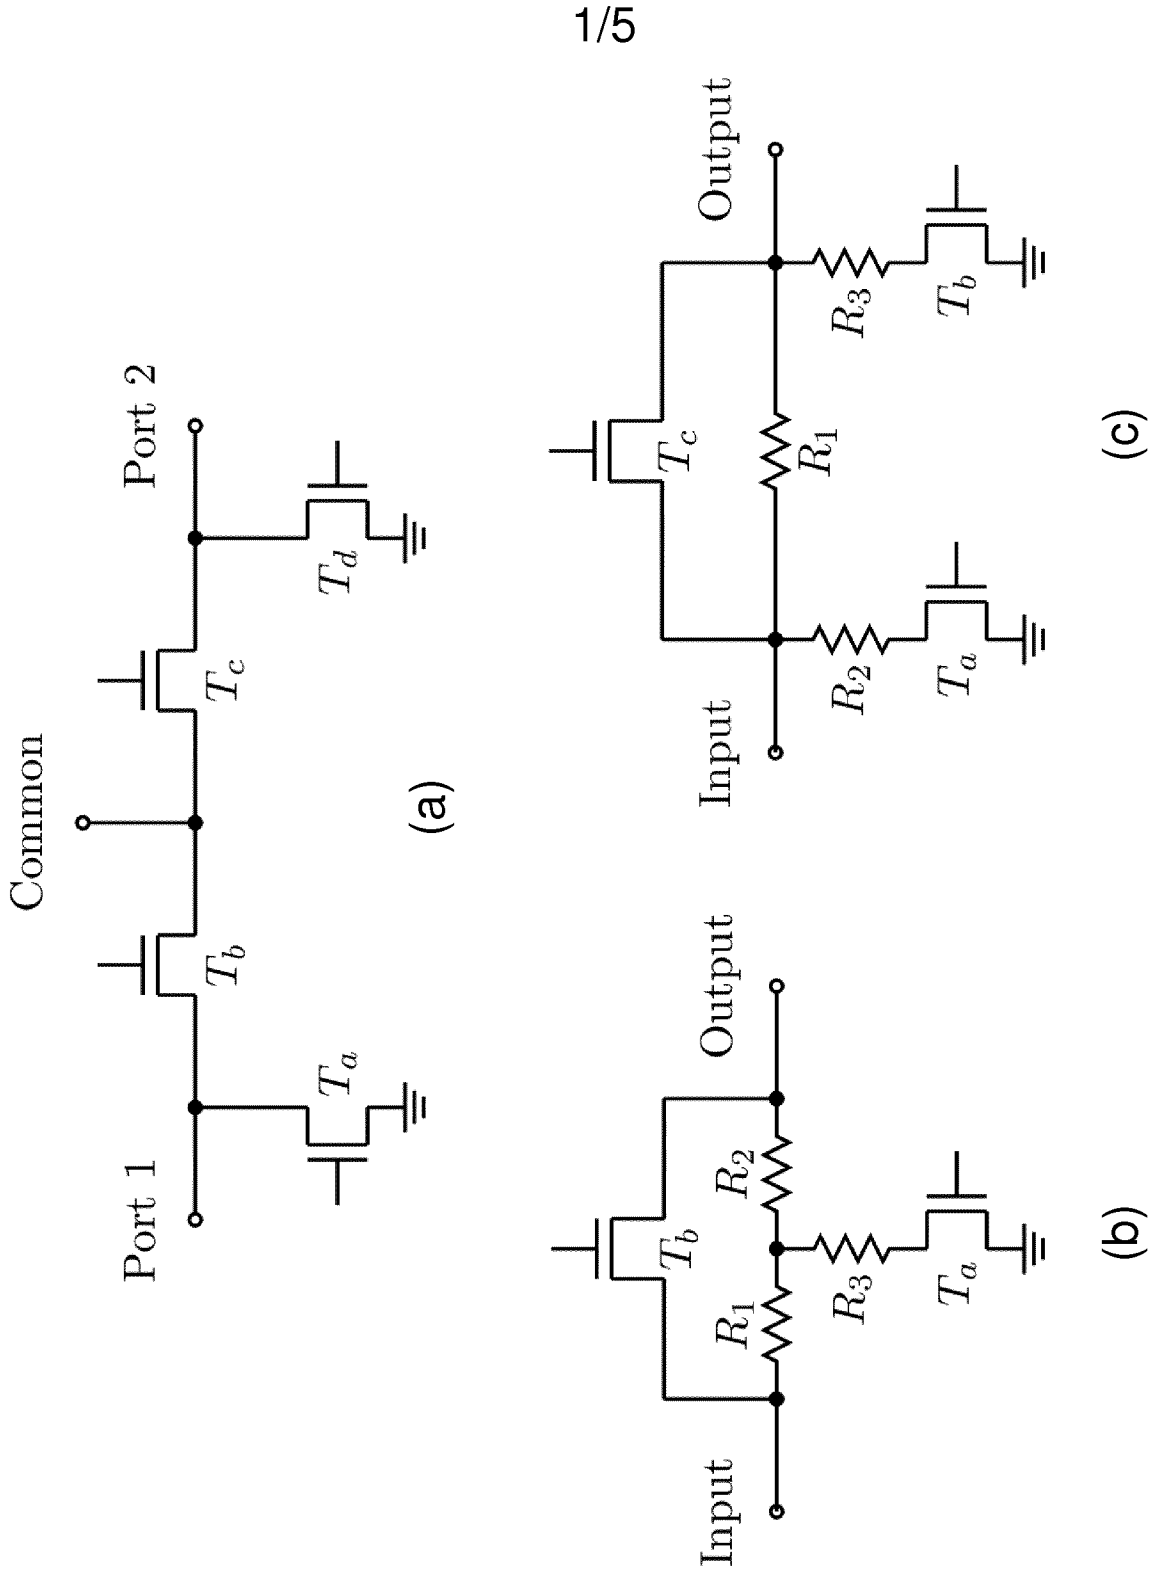 1/5
Common
Port 1
Port 2
T_b
T_c
T_a
T_d
(a)
Input
Output
T_b
R_1
R_2
R_3
T_a
(b)
Input
Output
T_c
R_1
R_2
R_3
T_a
T_b
(c)